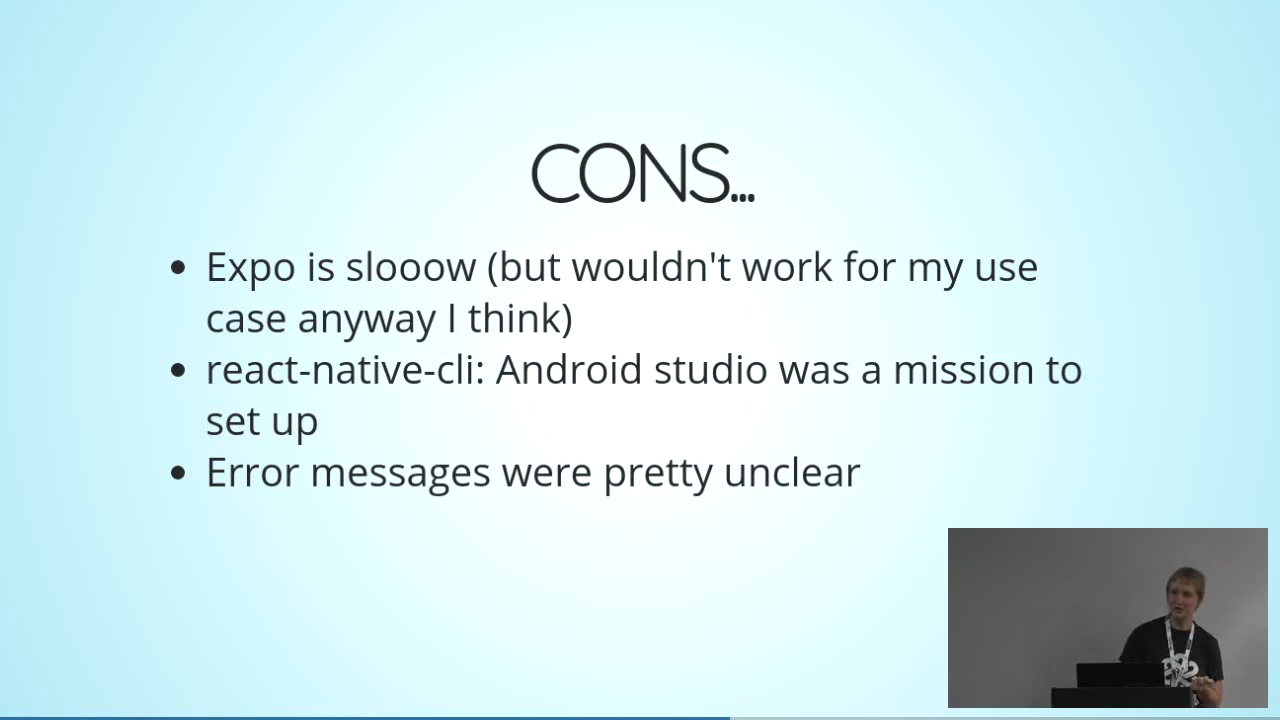 CONS...
Expo is slooow (but wouldn't work for my use
case anyway I think)
react-native-cli: Android studio was a mission to
set up
Error messages were pretty unclear